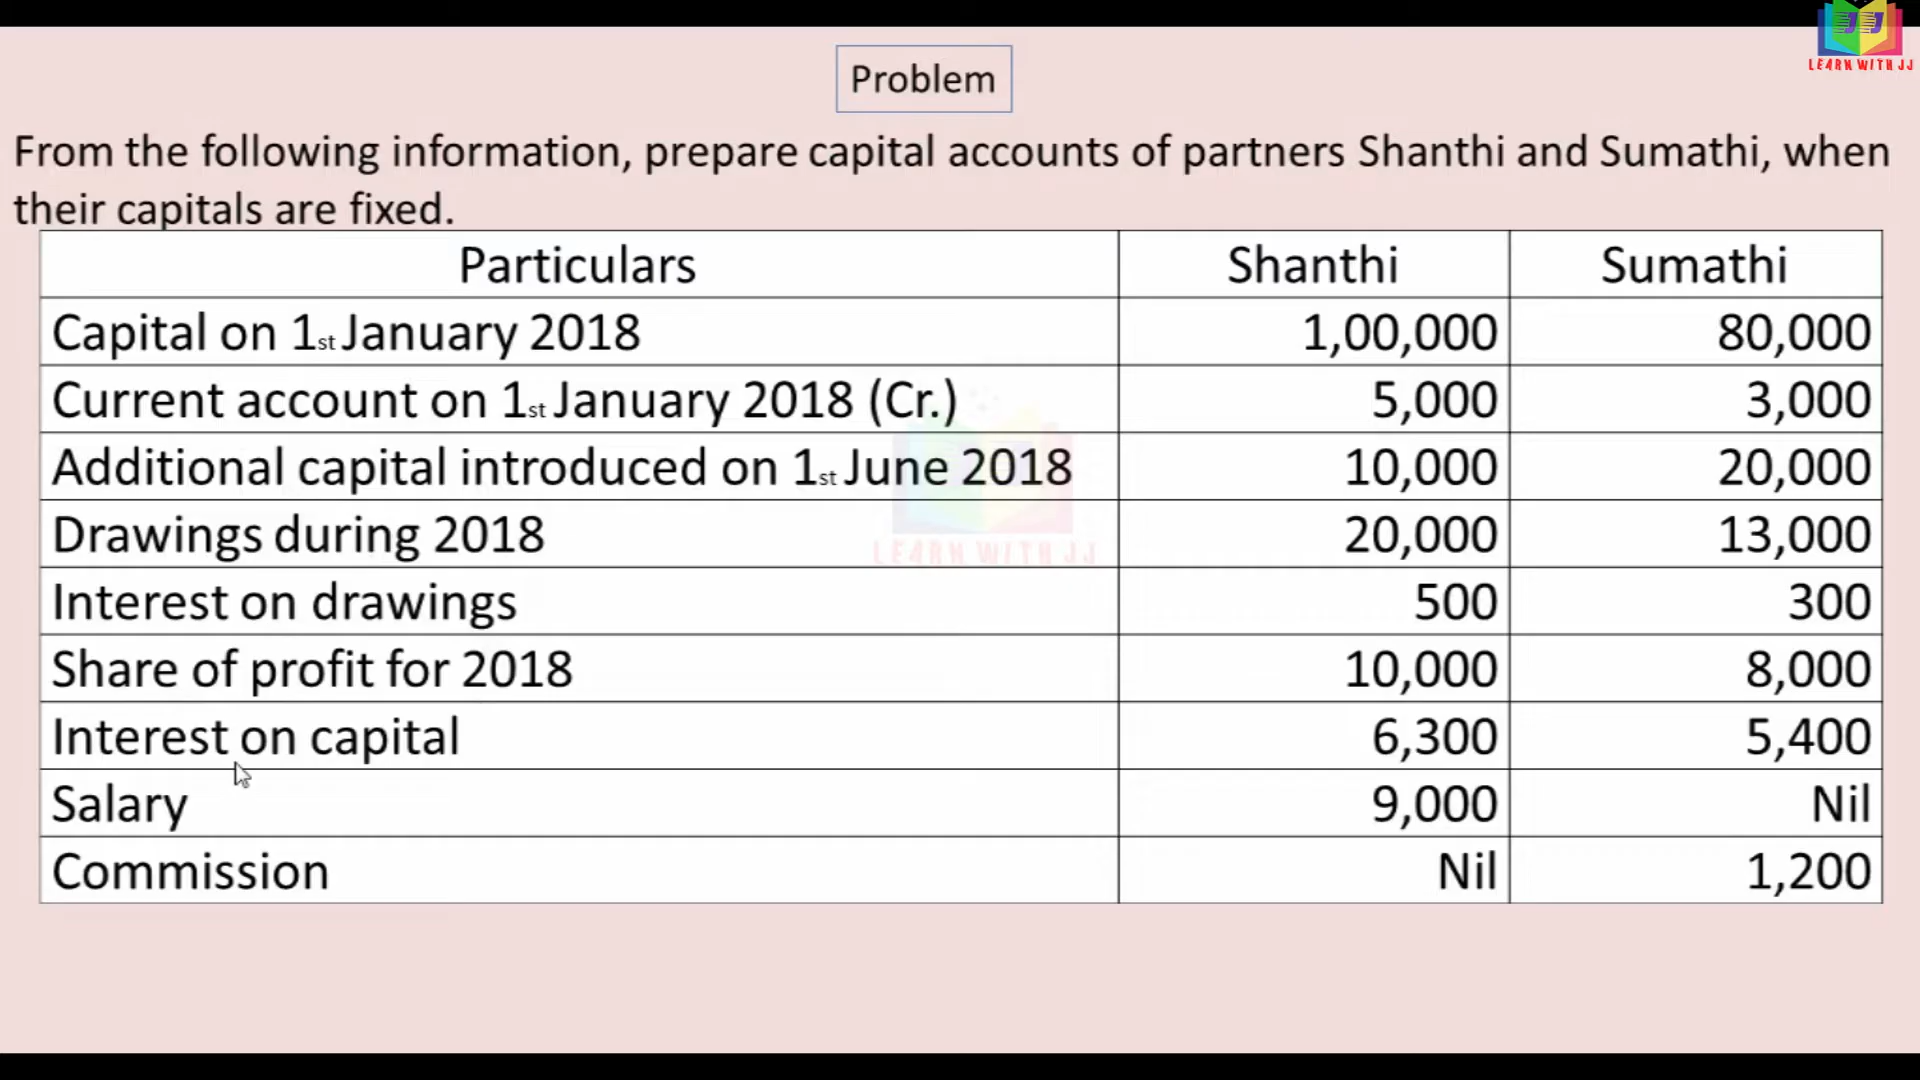 LE4RN WITH JJ
Problem
From the following information, prepare capital accounts of partners Shanthi and Sumathi, when
their capitals are fixed.
Particulars Shanthi Sumathi
Capital on 1st January 2018 1,00,000 80,000
Current account on 1st January 2018 (Cr.) 5,000 3,000
Additional capital introduced on 1st June 2018 10,000 20,000
Drawings during 2018 20,000 13,000
LE4RN WITH JJ
Interest on drawings 500 300
Share of profit for 2018 10,000 8,000
Interest on capital 6,300 5,400
Salary 9,000 Nil
Commission Nil 1,200